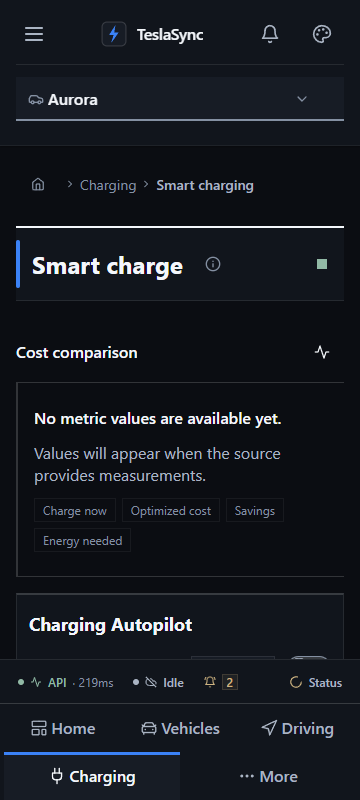 TeslaSync
Aurora
Charging Smart charging
Smart charge
Cost comparison
No metric values are available yet.
Values will appear when the source
provides measurements.
Charge now Optimized cost Savings
Energy needed
Charging Autopilot
API · 219ms Idle 2 Status
Home Vehicles Driving
Charging More